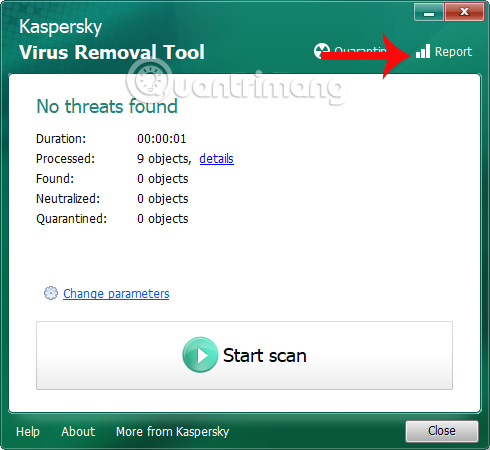 Kaspersky
Virus Removal Tool
Quarantine
Report
Quantrimang
No threats found
Duration: 00:00:01
Processed: 9 objects, details
Found: 0 objects
Neutralized: 0 objects
Quarantined: 0 objects
Change parameters
Start scan
Help About More from Kaspersky Close